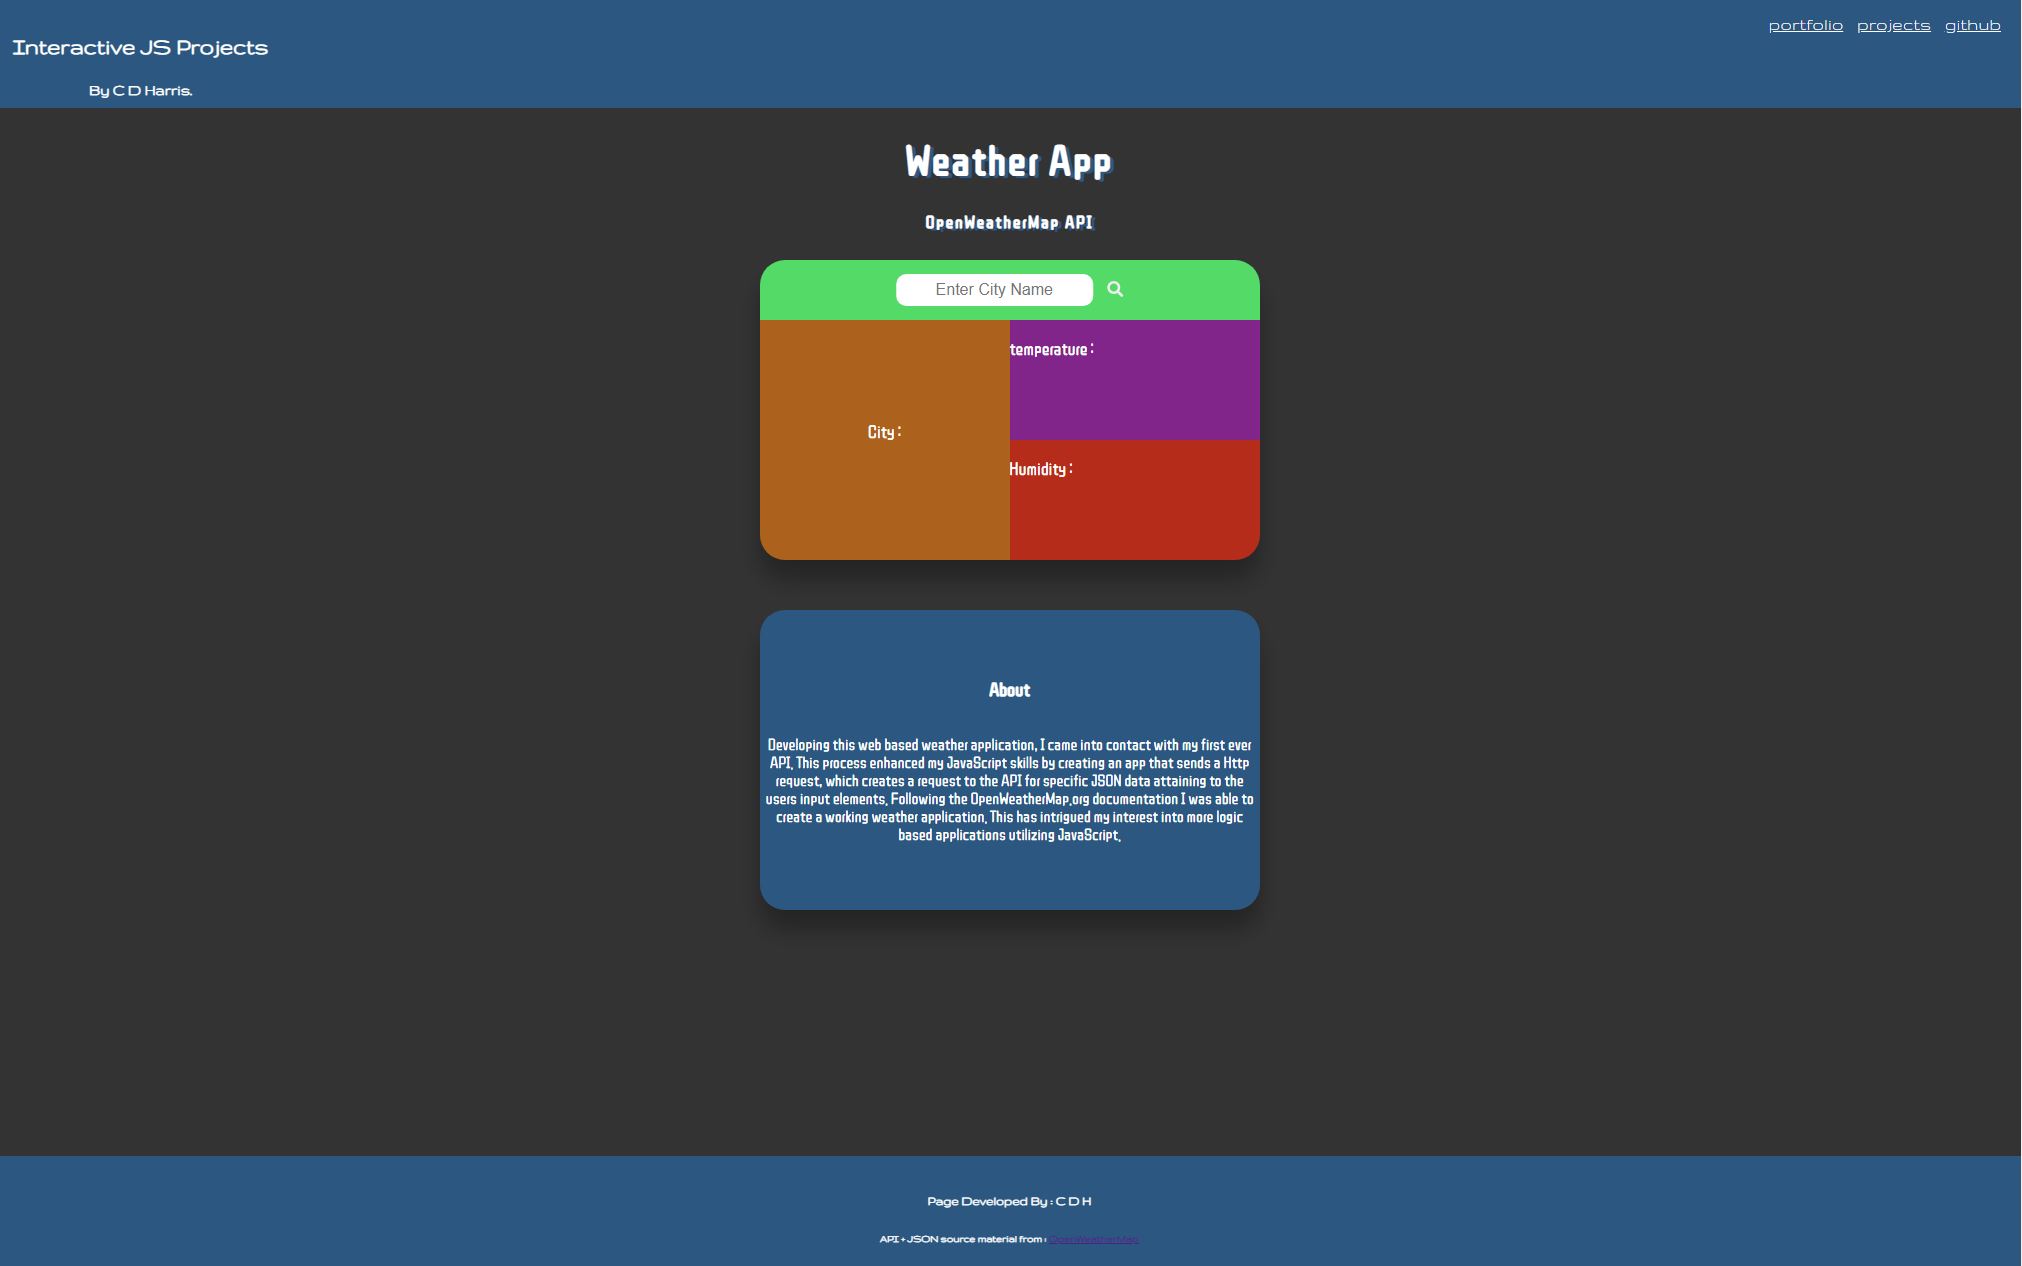 Interactive JS Projects
By C D Harris.
portfolio projects github
Weather App
OpenWeatherMap API
Enter City Name
City :
temperature :
Humidity :
About
Developing this web based weather application, I came into contact with my first ever
API. This process enhanced my JavaScript skills by creating an app that sends a Http
request, which creates a request to the API for specific JSON data attaining to the
users input elements. Following the OpenWeatherMap.org documentation I was able to
create a working weather application. This has intrigued my interest into more logic
based applications utilizing JavaScript.
Page Developed By : C D H
API + JSON source material from : OpenWeatherMap